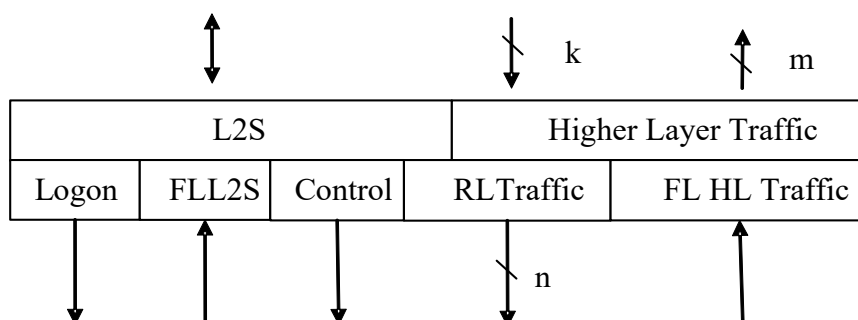 k
m
L2S Higher Layer Traffic
Logon FLL2S Control RLTraffic FL HL Traffic
n